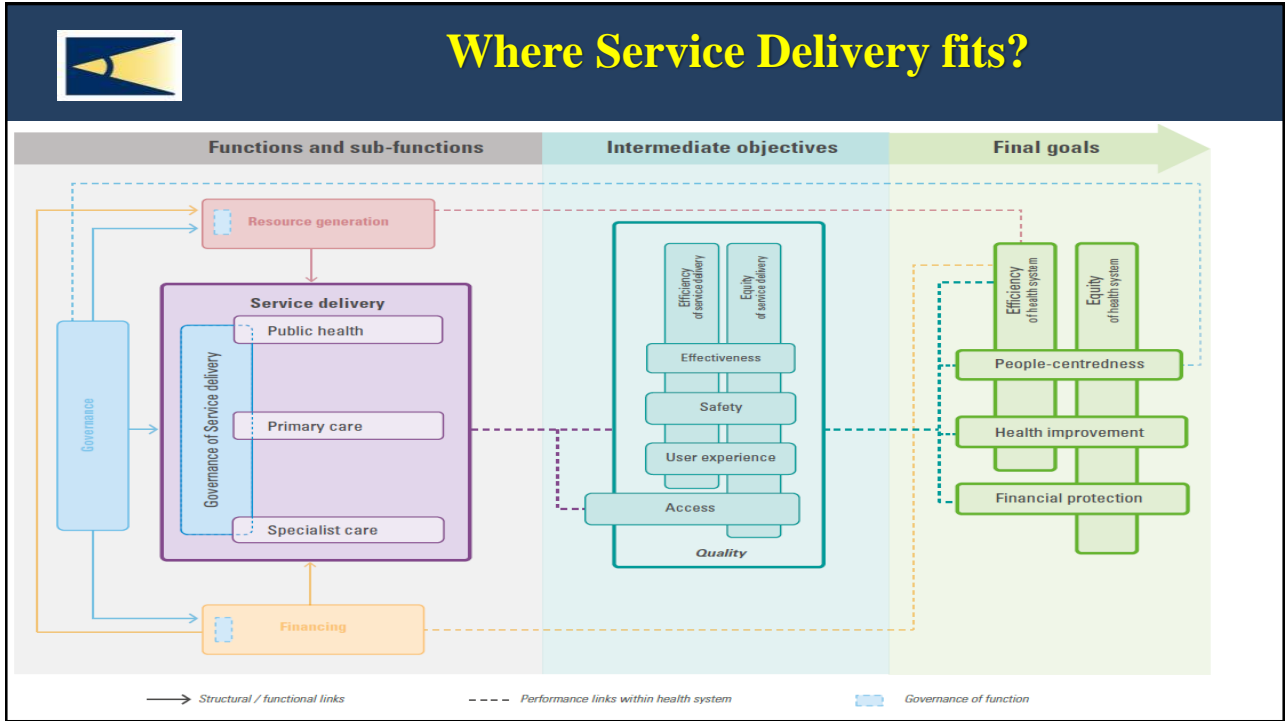 Where Service Delivery fits?
Functions and sub-functions
Intermediate objectives
Final goals
Resource generation
Service delivery
Public health
Governance of Service delivery
Governance
Primary care
Specialist care
Financing
Efficiency
of service delivery
Equity
of service delivery
Effectiveness
Safety
User experience
Access
Quality
Efficiency
of health system
Equity
of health system
People-centredness
Health improvement
Financial protection
Structural / functional links
Performance links within health system
Governance of function